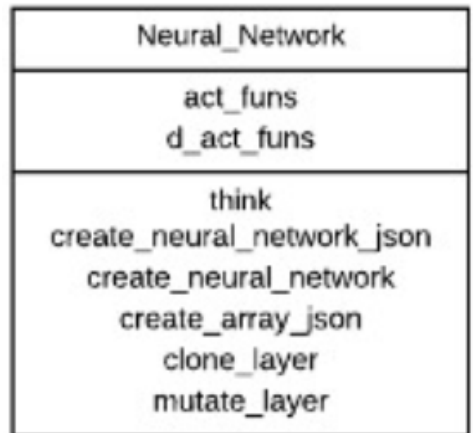 Neural_Network
act_funs
d_act_funs
think
create_neural_network_json
create_neural_network
create_array_json
clone_layer
mutate_layer